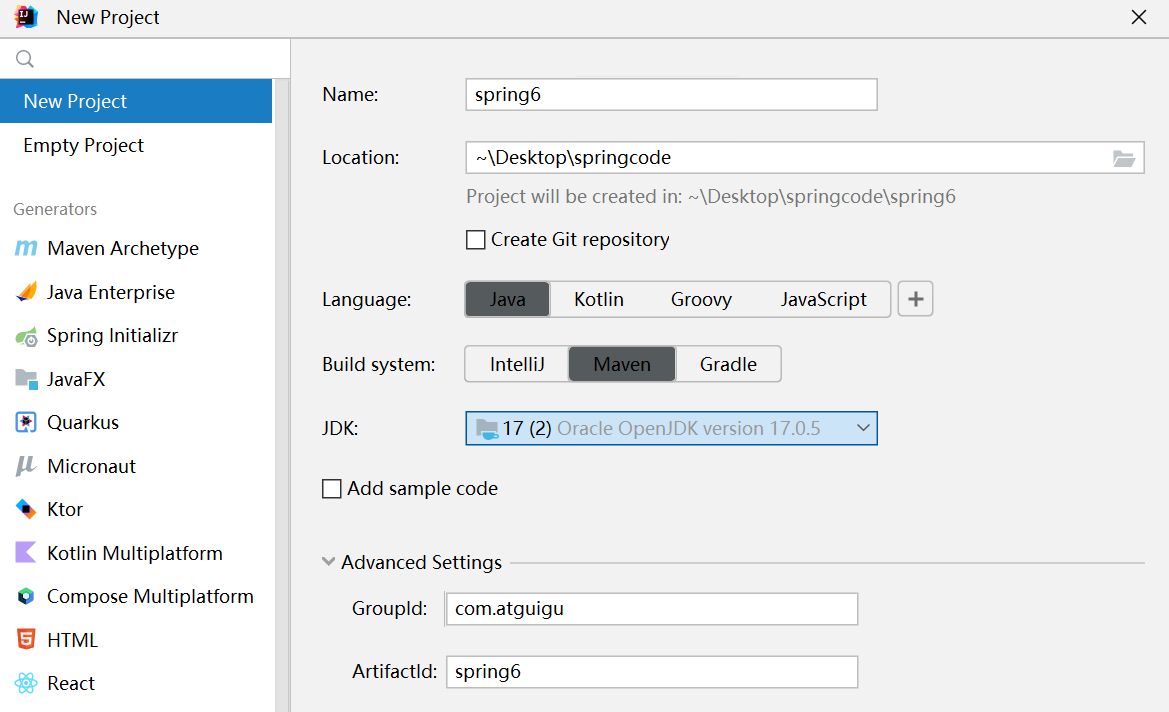 New Project
New Project
Empty Project
Generators
Maven Archetype
Java Enterprise
Spring Initializr
JavaFX
Quarkus
Micronaut
Ktor
Kotlin Multiplatform
Compose Multiplatform
HTML
React
Name: spring6
Location: ~\Desktop\springcode
Project will be created in: ~\Desktop\springcode\spring6
Create Git repository
Language: Java Kotlin Groovy JavaScript +
Build system: IntelliJ Maven Gradle
JDK: 17 (2) Oracle OpenJDK version 17.0.5
Add sample code
Advanced Settings
GroupId: com.atguigu
ArtifactId: spring6